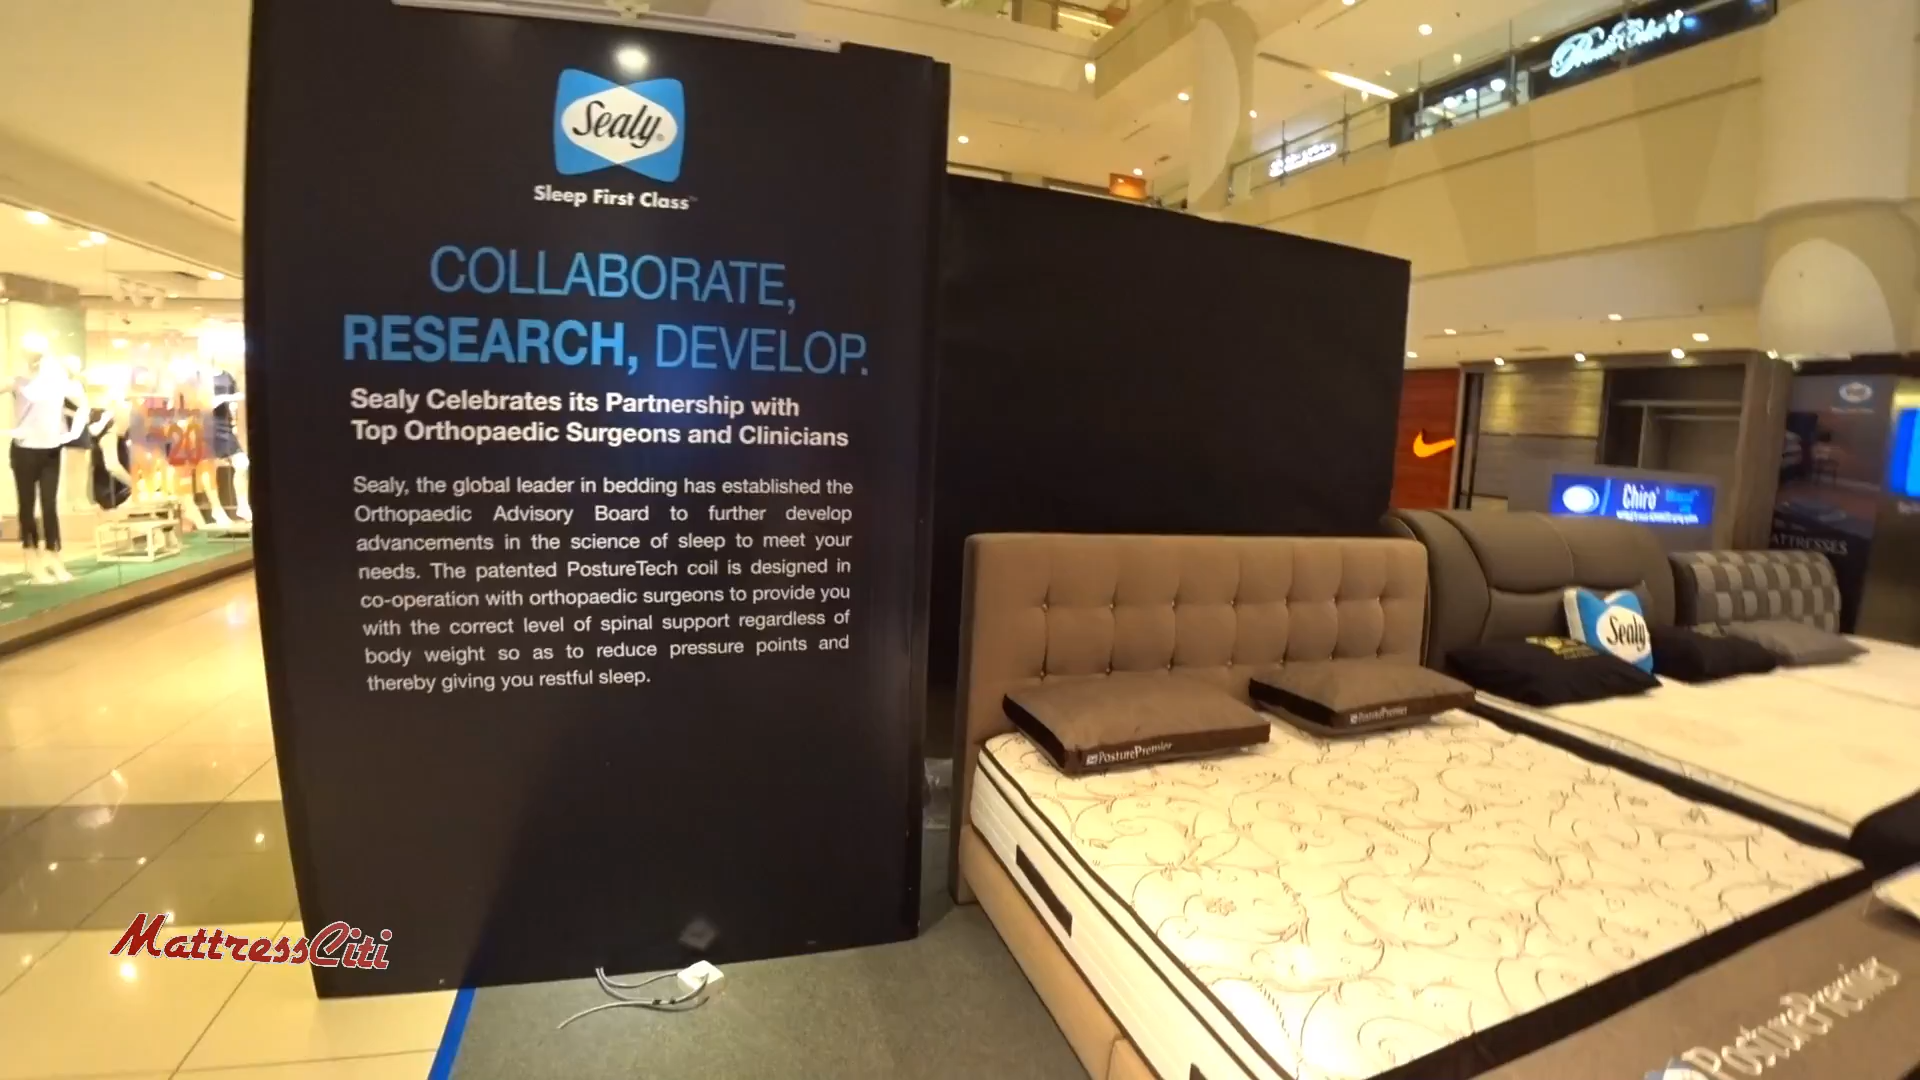 Sealy
Sleep First Class™
COLLABORATE,
RESEARCH, DEVELOP.
Sealy Celebrates its Partnership with
Top Orthopaedic Surgeons and Clinicians
Sealy, the global leader in bedding has established the
Orthopaedic Advisory Board to further develop
advancements in the science of sleep to meet your
needs. The patented PostureTech coil is designed in
co-operation with orthopaedic surgeons to provide you
with the correct level of spinal support regardless of
body weight so as to reduce pressure points and
thereby giving you restful sleep.
20
Chiro
MATTRESSES
Sealy
PosturePremier
PosturePremier
PosturePremier
MattressCiti